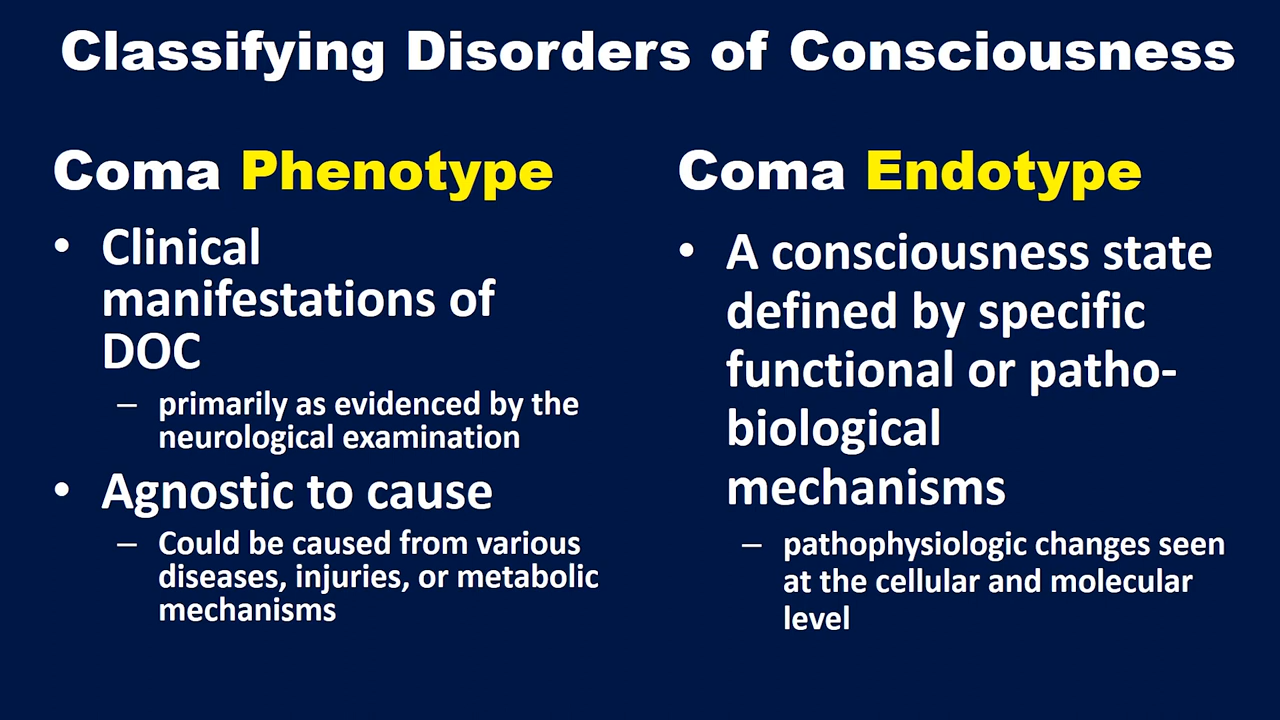 Classifying Disorders of Consciousness
Coma Phenotype
• Clinical
manifestations of
DOC
– primarily as evidenced by the
neurological examination
• Agnostic to cause
– Could be caused from various
diseases, injuries, or metabolic
mechanisms
Coma Endotype
• A consciousness state
defined by specific
functional or patho-
biological
mechanisms
– pathophysiologic changes seen
at the cellular and molecular
level